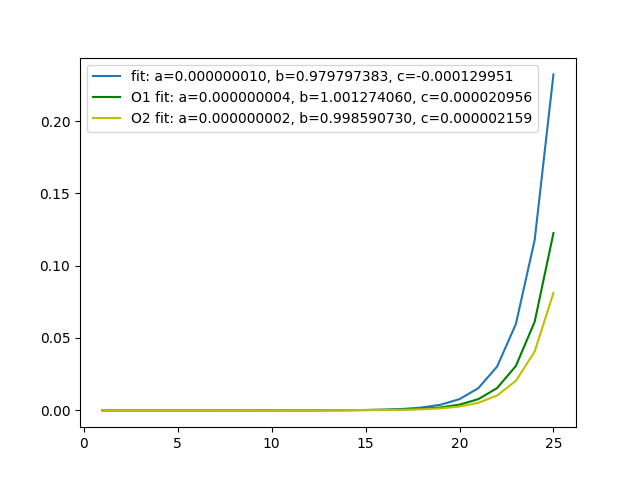 fit: a=0.000000010, b=0.979797383, c=-0.000129951
O1 fit: a=0.000000004, b=1.001274060, c=0.000020956
O2 fit: a=0.000000002, b=0.998590730, c=0.000002159
0.20
0.15
0.10
0.05
0.00
0 5 10 15 20 25